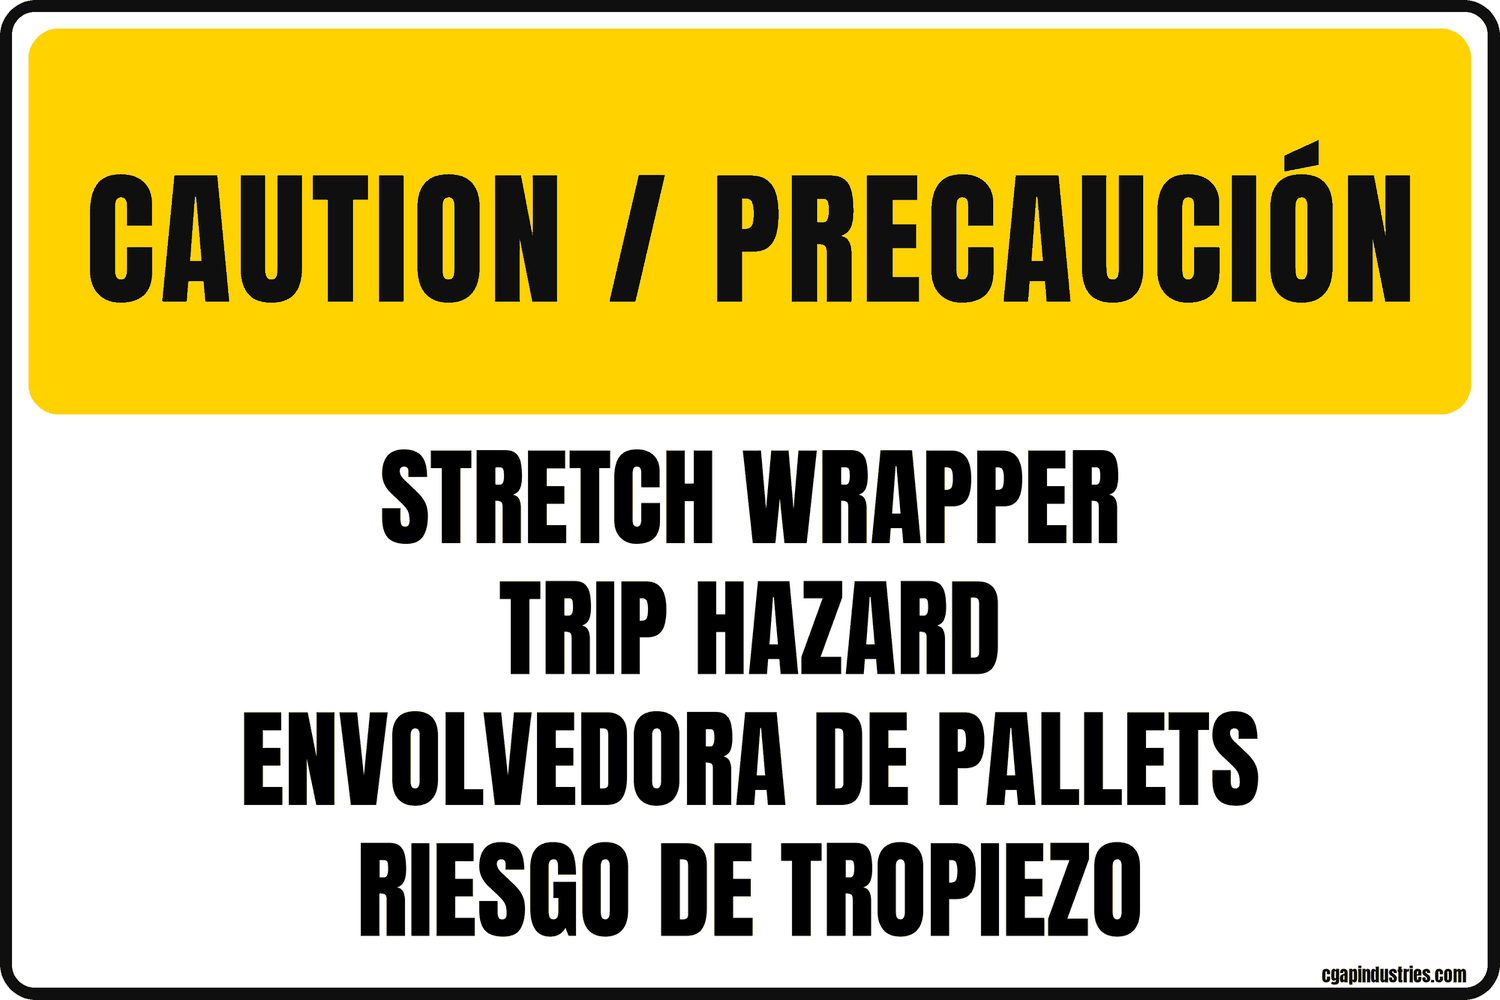 CAUTION / PRECAUCIÓN
STRETCH WRAPPER
TRIP HAZARD
ENVOLVEDORA DE PALLETS
RIESGO DE TROPIEZO
cgapindustries.com